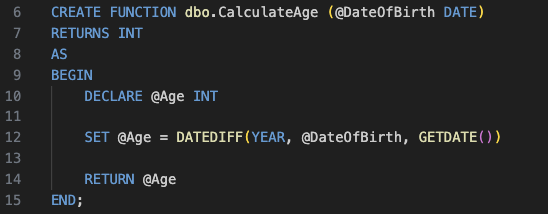 6 CREATE FUNCTION dbo.CalculateAge (@DateOfBirth DATE)
7 RETURNS INT
8 AS
9 BEGIN
10 DECLARE @Age INT
11
12 SET @Age = DATEDIFF(YEAR, @DateOfBirth, GETDATE())
13
14 RETURN @Age
15 END;